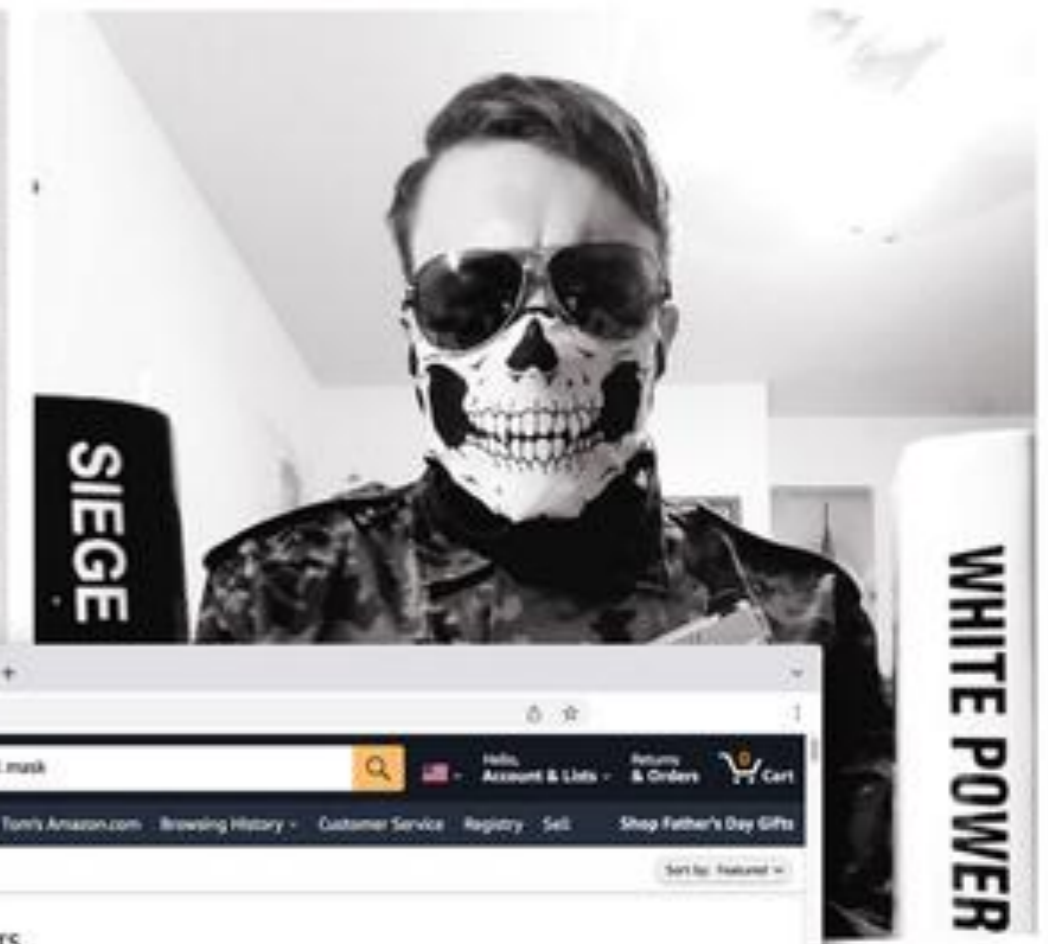 SIEGE
WHITE POWER
mask
Hello,
Account & Lists
Returns
& Orders
0
Cart
Tom's Amazon.com
Browsing History
Customer Service
Registry
Sell
Shop Father's Day Gifts
Sort by: Featured